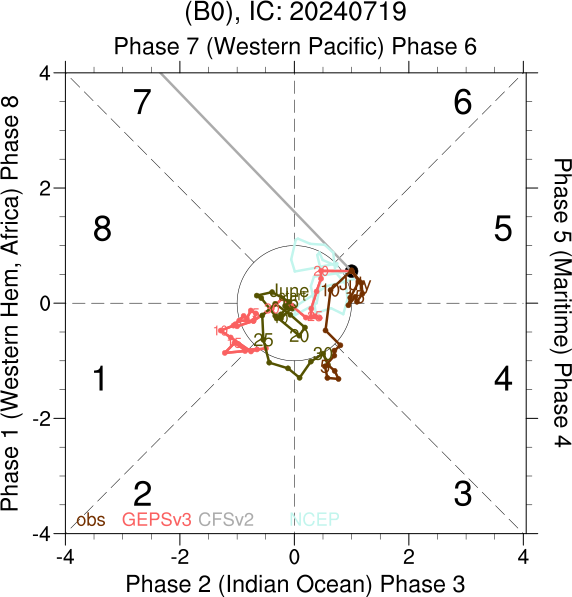 (B0), IC: 20240719
Phase 7 (Western Pacific) Phase 6
4
7
6
Phase 1 (Western Hem, Africa) Phase 8
Phase 5 (Maritime) Phase 4
2
8
5
20
June
July
10
0
15
20
25
30
1
4
-2
2
3
obs GEPSv3 CFSv2 NCEP
-4
-4 -2 0 2 4
Phase 2 (Indian Ocean) Phase 3